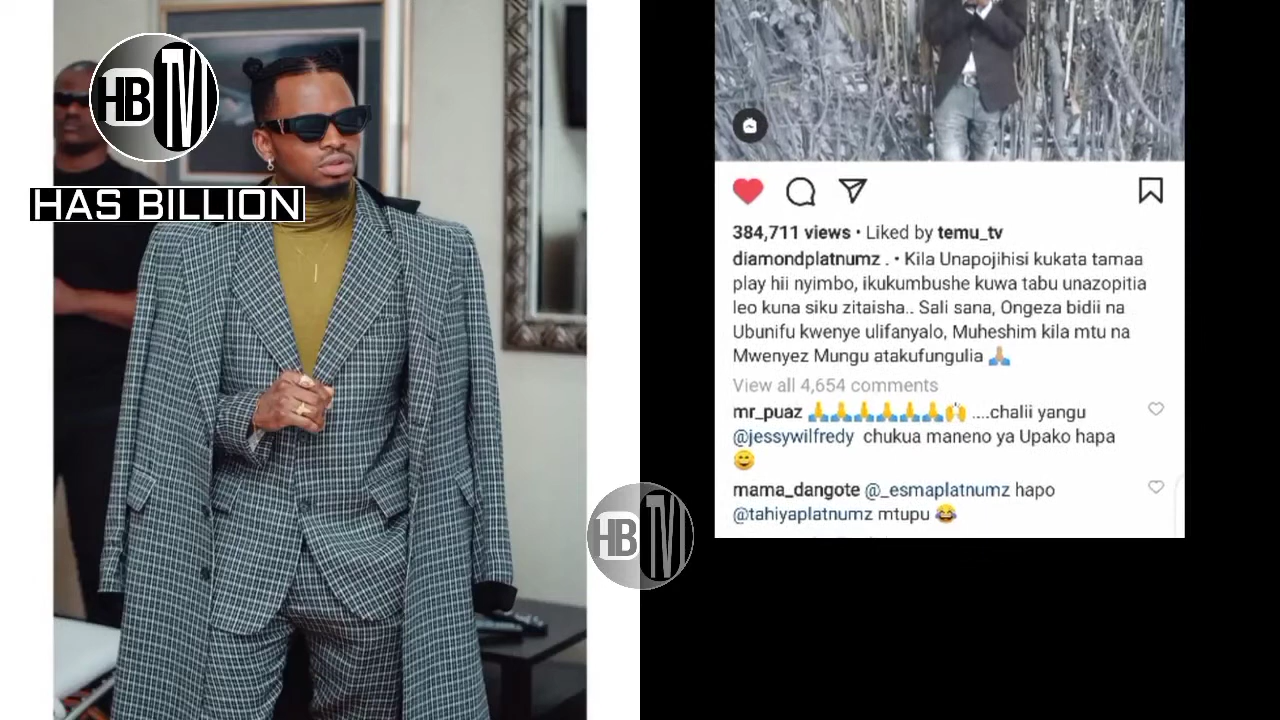 HB TV
HAS BILLION
384,711 views • Liked by temu_tv
diamondplatnumz . • Kila Unapojihisi kukata tamaa
play hii nyimbo, ikukumbushe kuwa tabu unazopitia
leo kuna siku zitaisha.. Sali sana, Ongeza bidii na
Ubunifu kwenye ulifanyalo, Muheshim kila mtu na
Mwenyez Mungu atakufungulia 🙏🏽
View all 4,654 comments
mr_puaz 🙏🙏🙏🙏🙏🙏🙌 ....chalii yangu
@jessywilfredy chukua maneno ya Upako hapa
😊
mama_dangote @_esmaplatnumz hapo
@tahiyaplatnumz mtupu 😂
HB TV